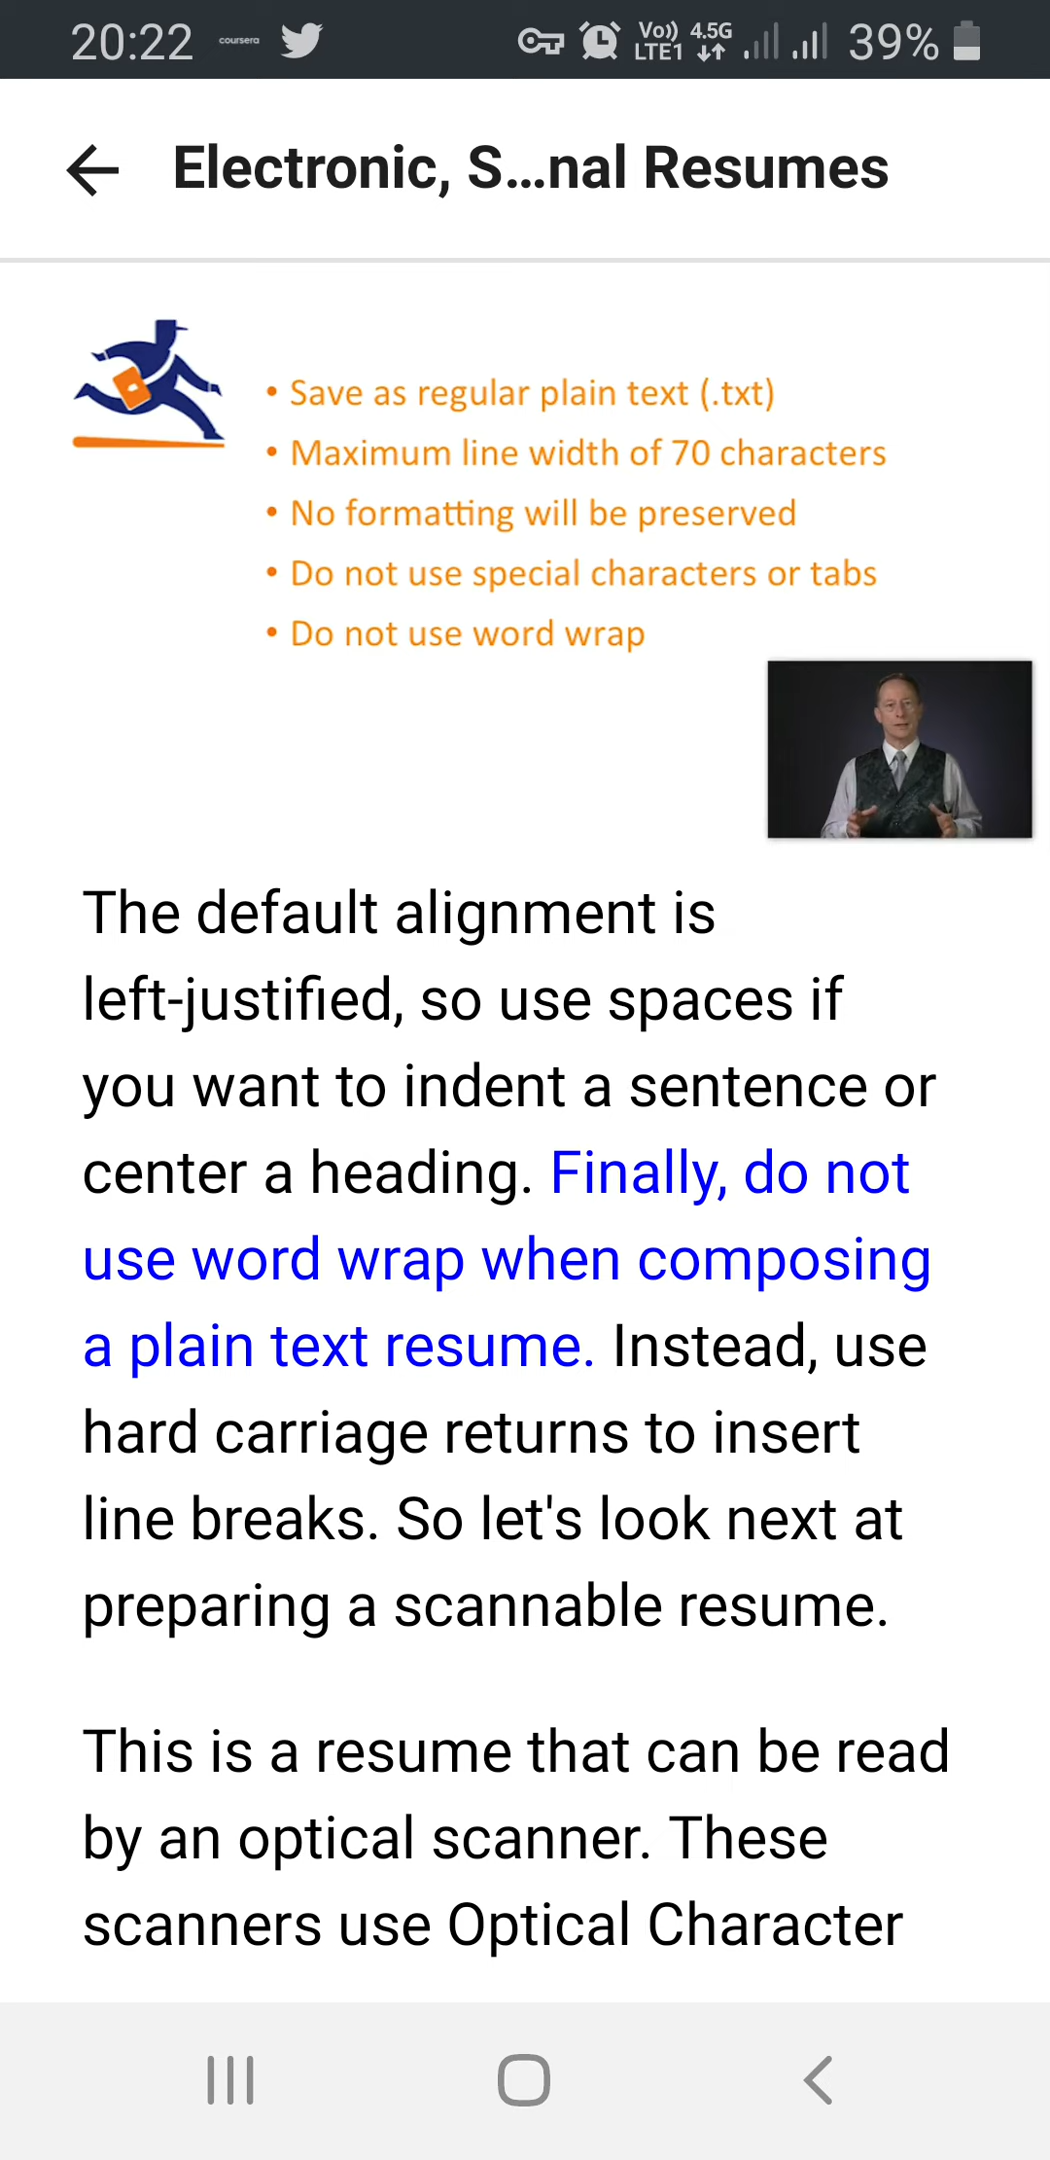 20:22 coursera Vo)) LTE1 4.5G 39%
Electronic, S...nal Resumes
• Save as regular plain text (.txt)
• Maximum line width of 70 characters
• No formatting will be preserved
• Do not use special characters or tabs
• Do not use word wrap
The default alignment is
left-justified, so use spaces if
you want to indent a sentence or
center a heading. Finally, do not
use word wrap when composing
a plain text resume. Instead, use
hard carriage returns to insert
line breaks. So let's look next at
preparing a scannable resume.
This is a resume that can be read
by an optical scanner. These
scanners use Optical Character